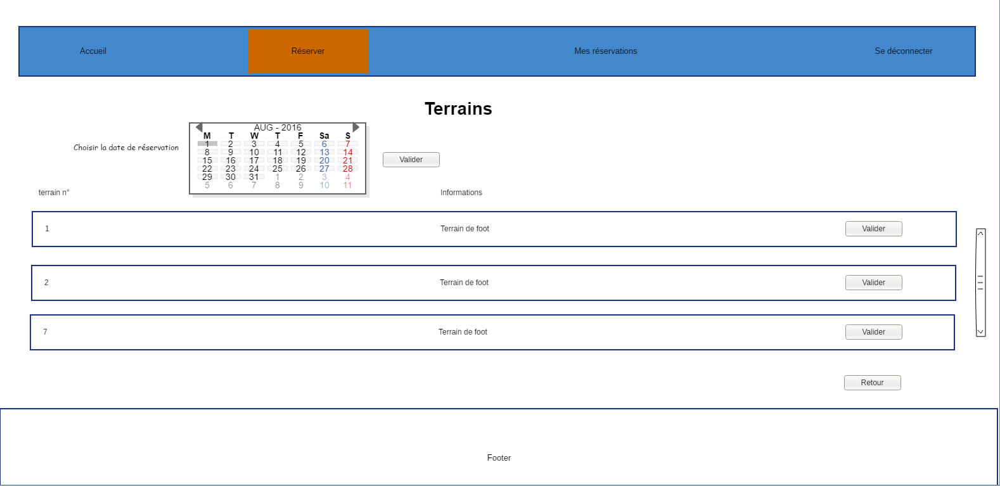 Accueil Réserver Mes réservations Se déconnecter
Terrains
AUG - 2016
M T W T F Sa S
1 2 3 4 5 6 7
Choisir la date de réservation
8 9 10 11 12 13 14
Valider
15 16 17 18 19 20 21
22 23 24 25 26 27 28
29 30 31 1 2 3 4
5 6 7 8 9 10 11
terrain n° Informations
1 Terrain de foot Valider
2 Terrain de foot Valider
7 Terrain de foot Valider
Retour
Footer